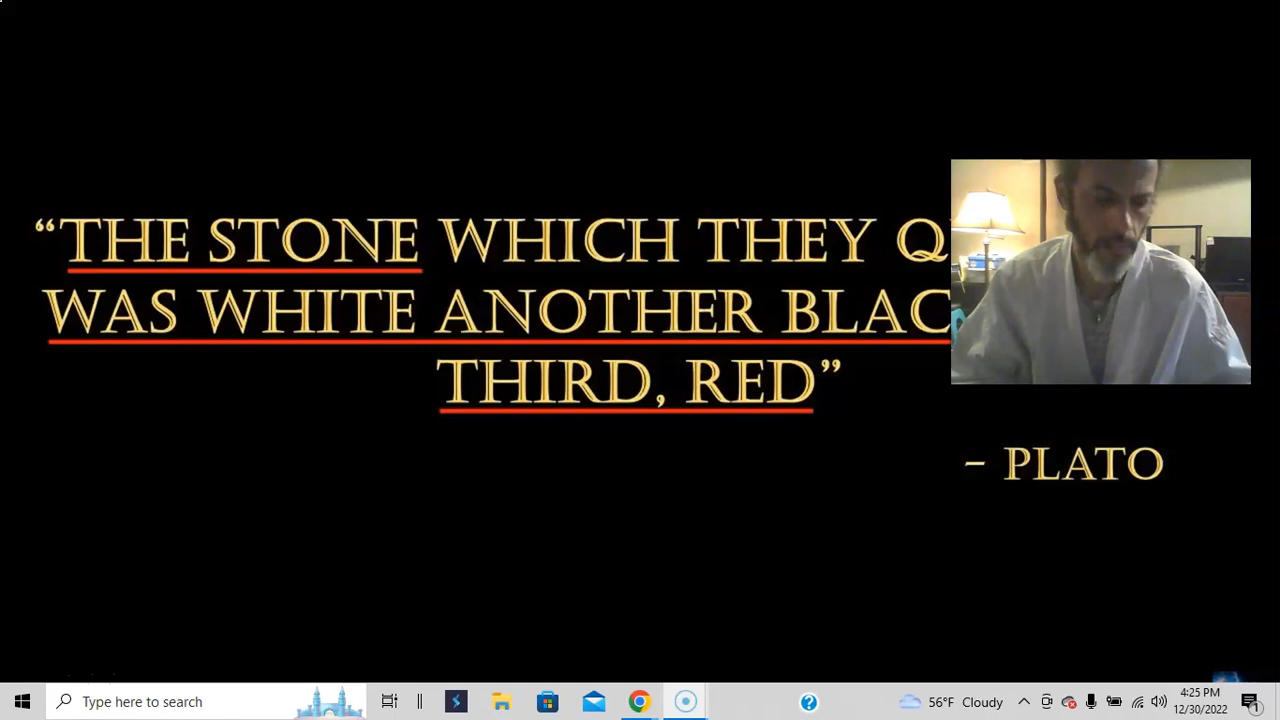 “THE STONE WHICH THEY
WAS WHITE ANOTHER
THIRD, RED”
- PLATO
Type here to search
56°F Cloudy
4:25 PM
12/30/2022
1